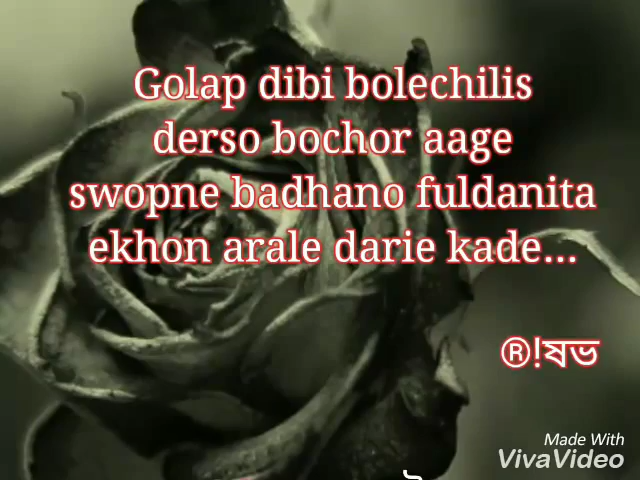 Golap dibi bolechilis
derso bochor aage
swopne badhano fuldanita
ekhon arale darie kade...
®!ষভ
Made With
VivaVideo